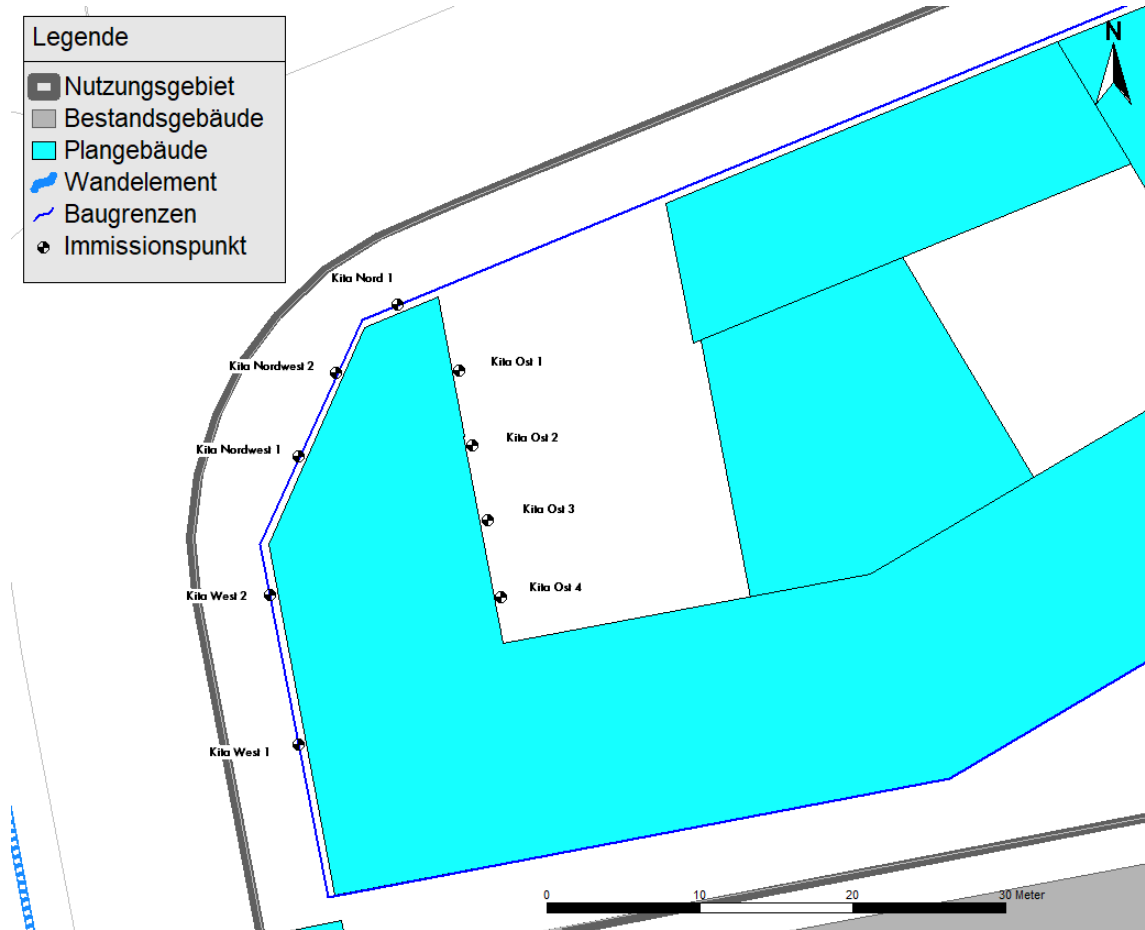 Legende
Nutzungsgebiet
Bestandsgebäude
Plangebäude
Wandelement
Baugrenzen
Immissionspunkt
N
Kita Nord 1
Kita Nordwest 2
Kita Ost 1
Kita Nordwest 1
Kita Ost 2
Kita Ost 3
Kita West 2
Kita Ost 4
Kita West 1
0 10 20 30 Meter